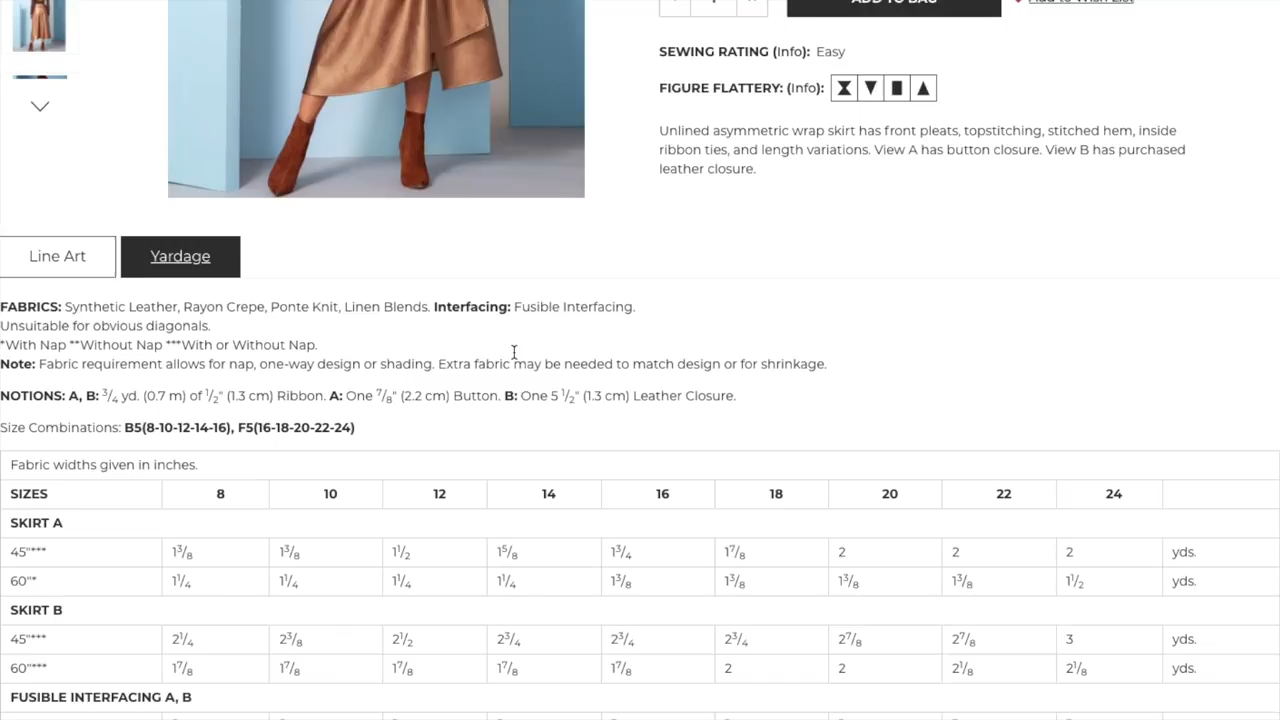 ADD TO BAG
Add to Wish List
SEWING RATING (Info): Easy
FIGURE FLATTERY: (Info):
Unlined asymmetric wrap skirt has front pleats, topstitching, stitched hem, inside
ribbon ties, and length variations. View A has button closure. View B has purchased
leather closure.
Line Art
Yardage
FABRICS: Synthetic Leather, Rayon Crepe, Ponte Knit, Linen Blends. Interfacing: Fusible Interfacing.
Unsuitable for obvious diagonals.
*With Nap **Without Nap ***With or Without Nap.
Note: Fabric requirement allows for nap, one-way design or shading. Extra fabric may be needed to match design or for shrinkage.
NOTIONS: A, B: 3/4 yd. (0.7 m) of 1/2" (1.3 cm) Ribbon. A: One 7/8" (2.2 cm) Button. B: One 5 1/2" (1.3 cm) Leather Closure.
Size Combinations: B5(8-10-12-14-16), F5(16-18-20-22-24)
Fabric widths given in inches.
SIZES 8 10 12 14 16 18 20 22 24
SKIRT A
45"*** 1 3/8 1 3/8 1 1/2 1 5/8 1 3/4 1 7/8 2 2 2 yds.
60"* 1 1/4 1 1/4 1 1/4 1 1/4 1 3/8 1 3/8 1 3/8 1 3/8 1 1/2 yds.
SKIRT B
45"*** 2 1/4 2 3/8 2 1/2 2 3/4 2 3/4 2 3/4 2 7/8 2 7/8 3 yds.
60"*** 1 7/8 1 7/8 1 7/8 1 7/8 1 7/8 2 2 2 1/8 2 1/8 yds.
FUSIBLE INTERFACING A, B